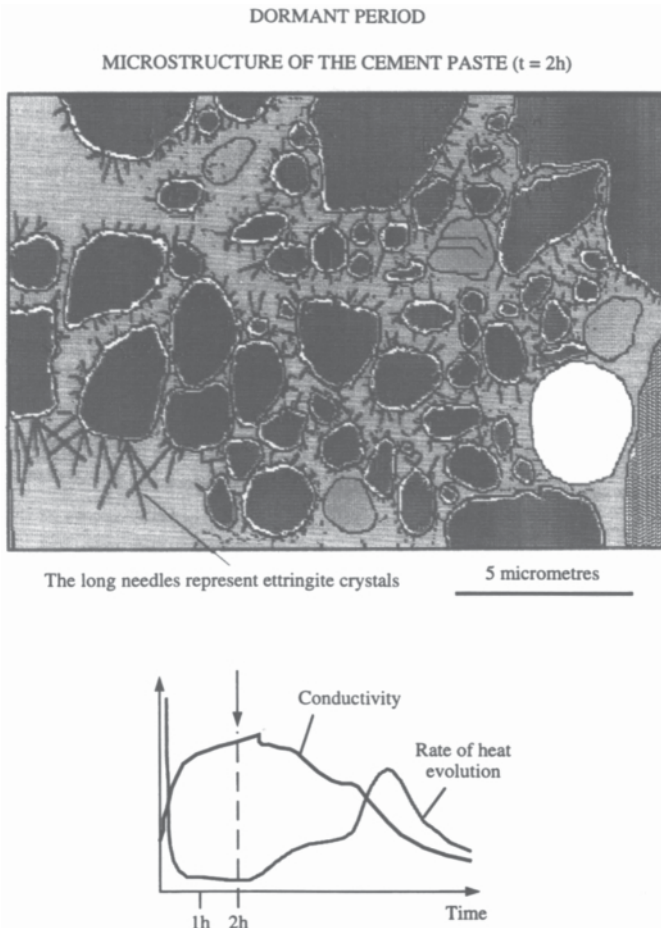 DORMANT PERIOD
MICROSTRUCTURE OF THE CEMENT PASTE (t = 2h)
The long needles represent ettringite crystals
5 micrometres
Conductivity
Rate of heat
evolution
1h
2h
Time